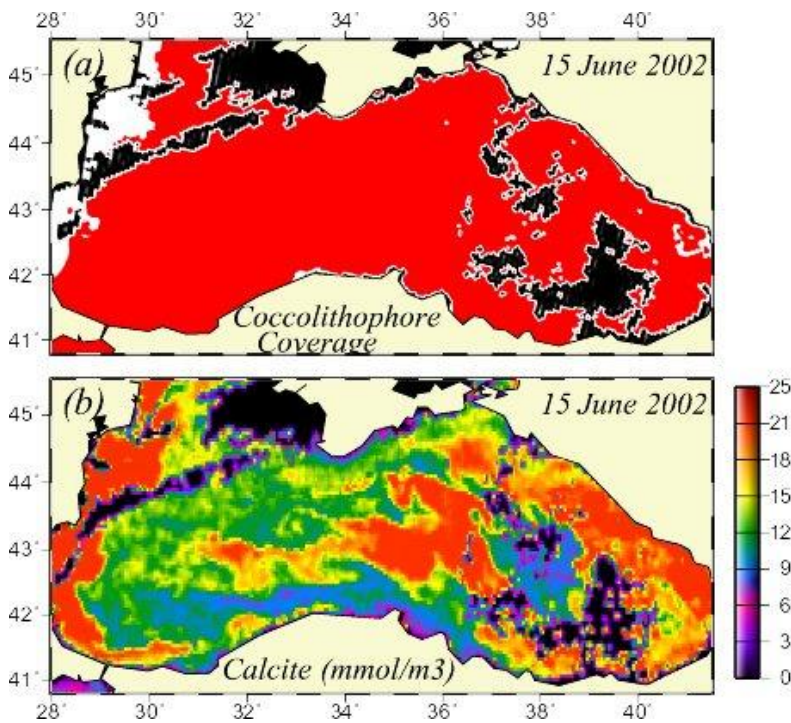 28˚ 30˚ 32˚ 34˚ 36˚ 38˚ 40˚
(a) 15 June 2002
45˚
44˚
43˚
42˚
41˚
Coccolithophore
Coverage
(b) 15 June 2002
45˚
44˚
43˚
42˚
41˚
Calcite (mmol/m3)
28 30 32 34 36 38 40
25
21
18
15
12
9
6
3
0